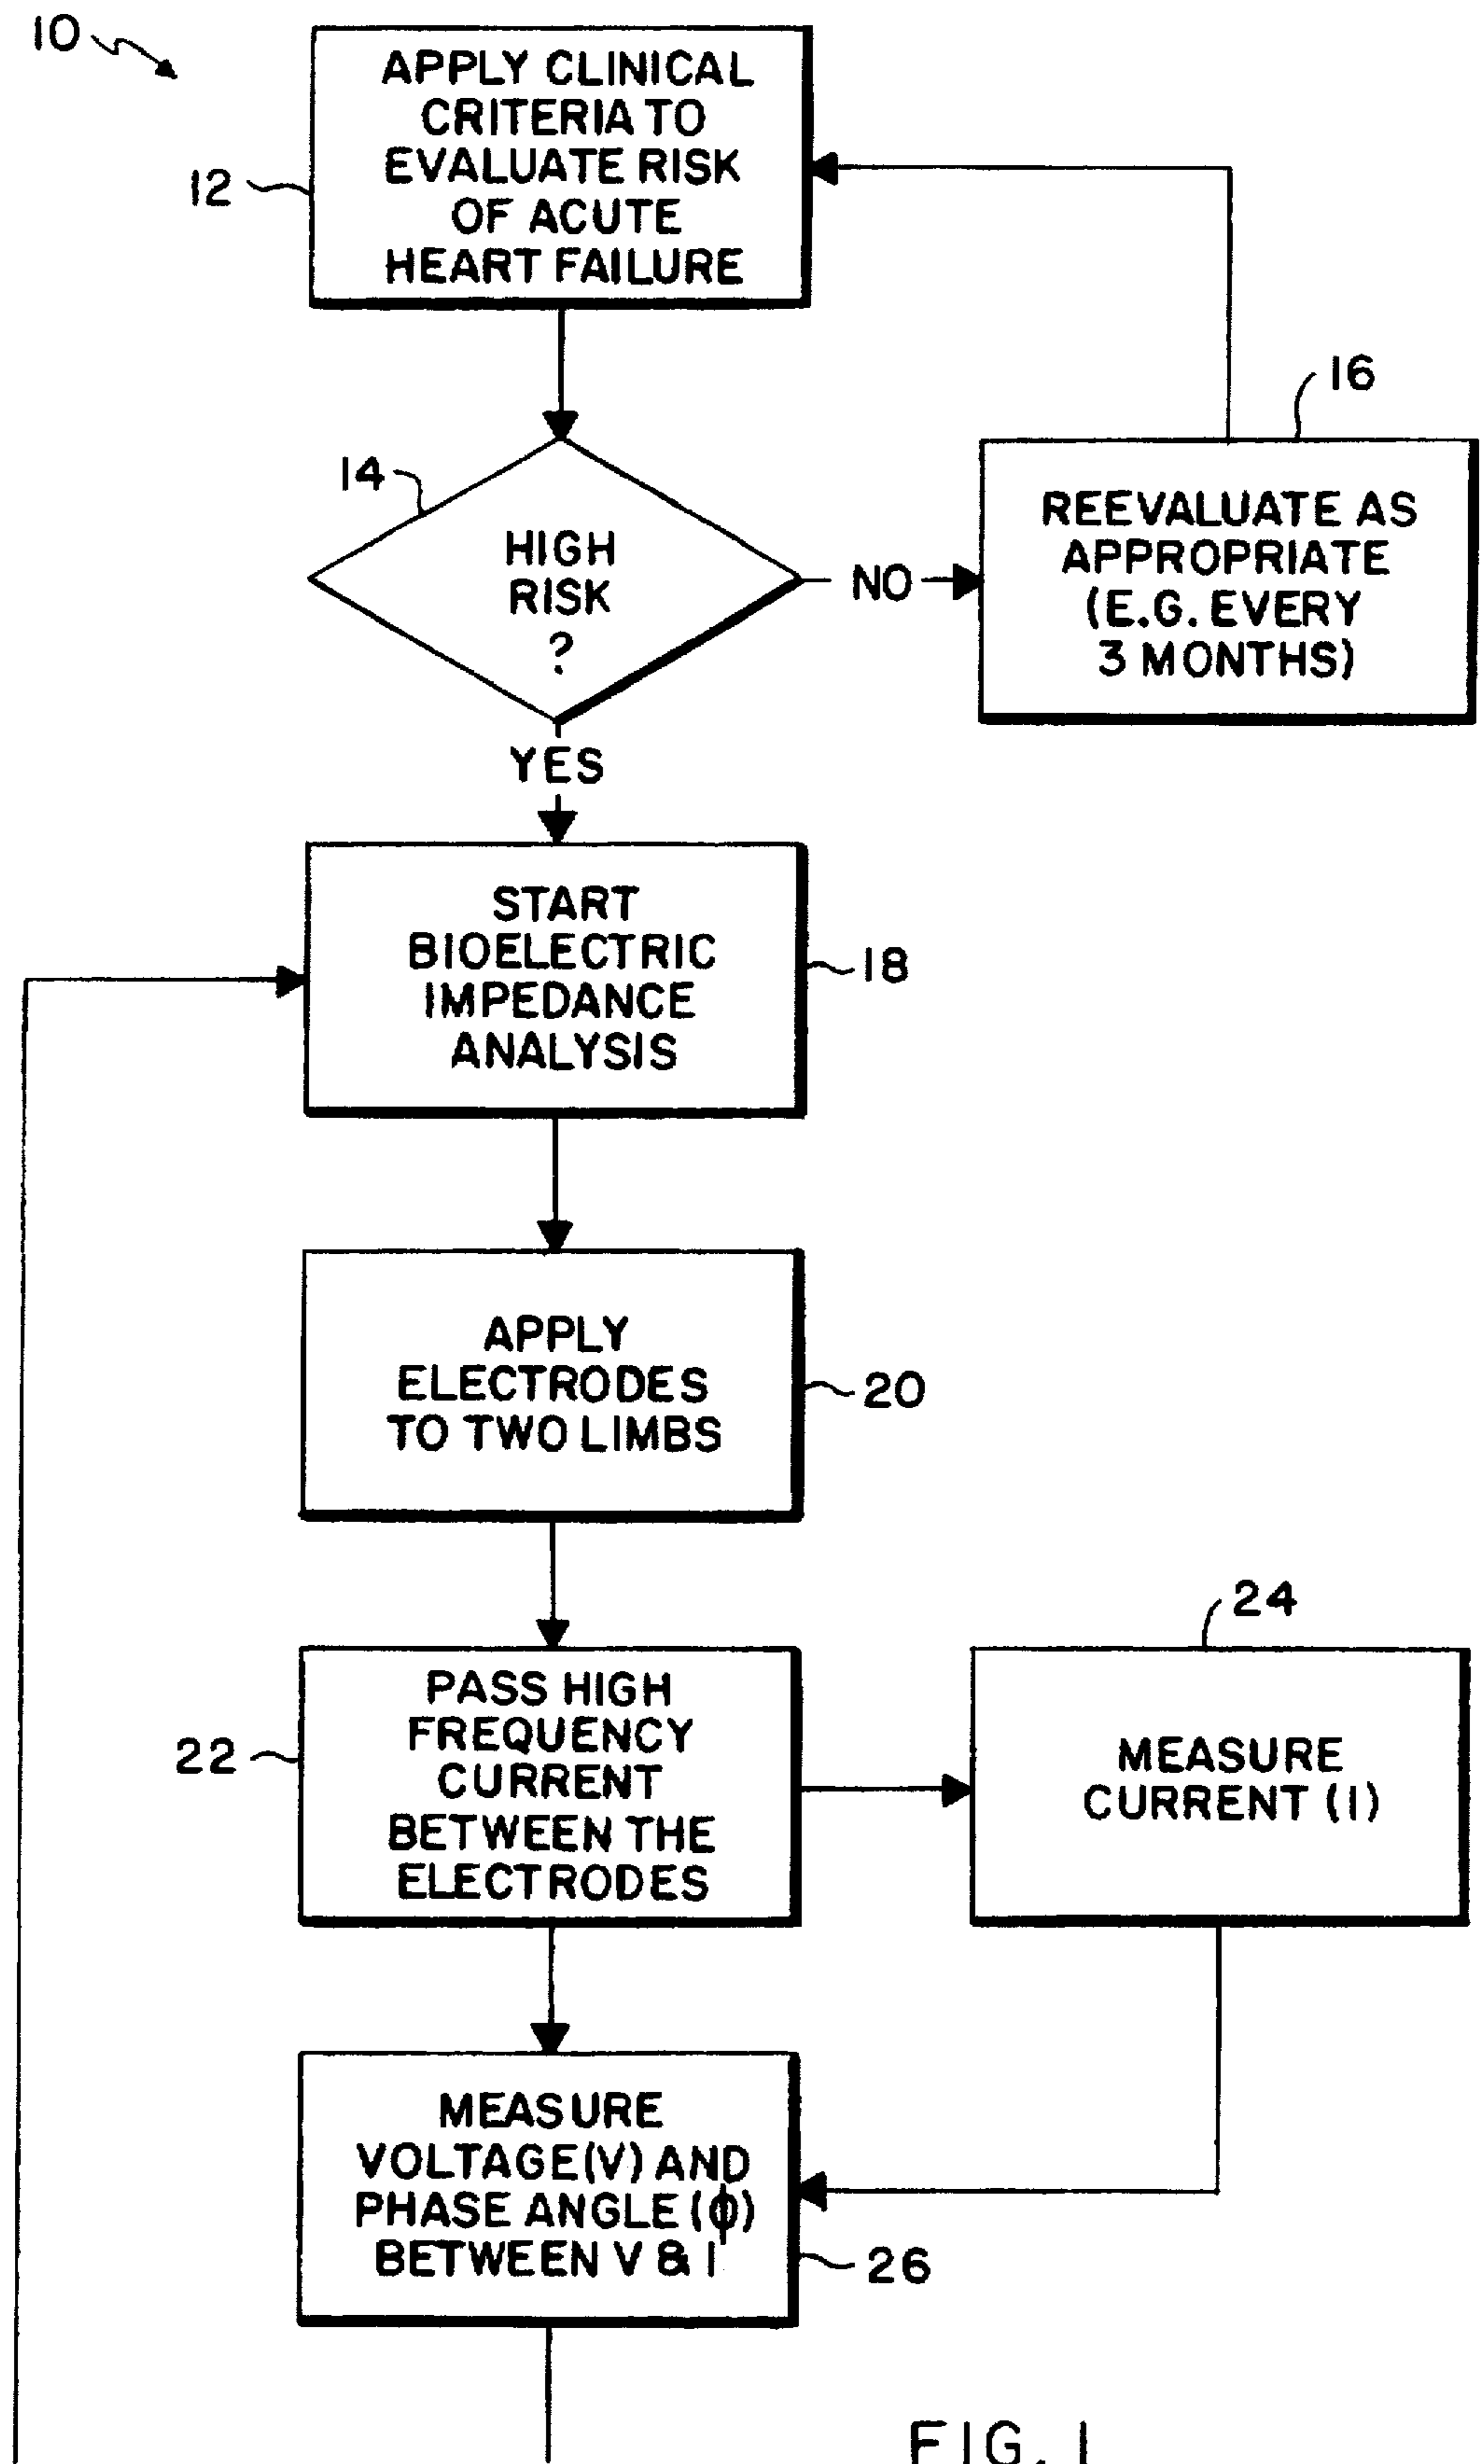 10
APPLY CLINICAL
CRITERIA TO
EVALUATE RISK
OF ACUTE
HEART FAILURE
12
16
14
HIGH
RISK
?
NO
REEVALUATE AS
APPROPRIATE
(E.G. EVERY
3 MONTHS)
YES
START
BIOELECTRIC
IMPEDANCE
ANALYSIS
18
APPLY
ELECTRODES
TO TWO LIMBS
20
24
PASS HIGH
FREQUENCY
CURRENT
BETWEEN THE
ELECTRODES
22
MEASURE
CURRENT (I)
MEASURE
VOLTAGE(V) AND
PHASE ANGLE (ϕ)
BETWEEN V & I
26
FIG. 1